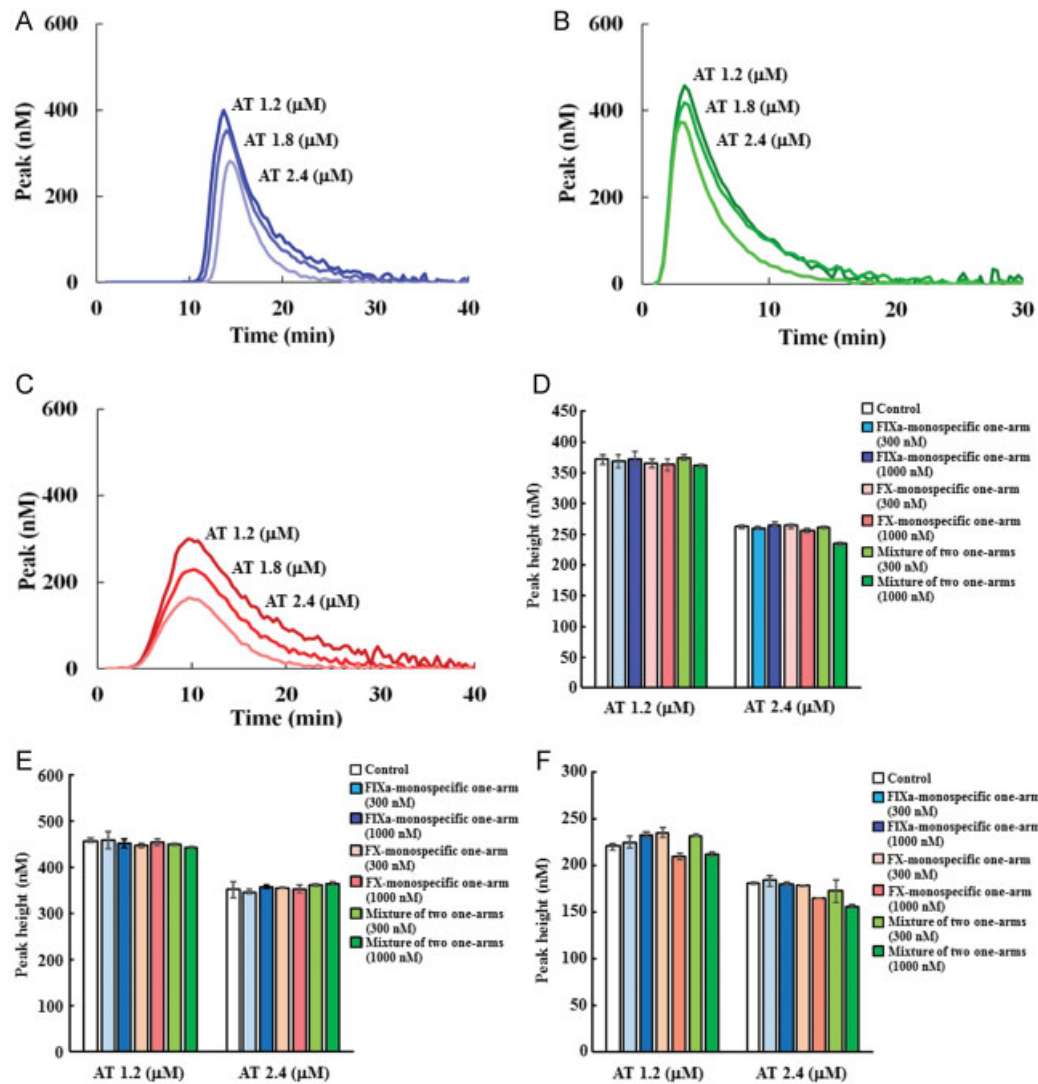 A
600
400
200
0
Peak (nM)
AT 1.2 (μM)
AT 1.8 (μM)
AT 2.4 (μM)
0
10
20
30
40
Time (min)
B
600
400
200
0
Peak (nM)
AT 1.2 (μM)
AT 1.8 (μM)
AT 2.4 (μM)
0
10
20
30
Time (min)
C
600
500
400
300
200
100
0
Peak (nM)
AT 1.2 (μM)
AT 1.8 (μM)
AT 2.4 (μM)
0
10
20
30
40
Time (min)
D
450
400
350
300
250
200
150
100
50
0
Peak height (nM)
AT 1.2 (μM)
AT 2.4 (μM)
Control
FIXa-monospecific one-arm
(300 nM)
FIXa-monospecific one-arm
(1000 nM)
FX-monospecific one-arm
(300 nM)
FX-monospecific one-arm
(1000 nM)
Mixture of two one-arms
(300 nM)
Mixture of two one-arms
(1000 nM)
E
600
500
400
300
200
100
0
Peak height (nM)
AT 1.2 (μM)
AT 2.4 (μM)
Control
FIXa-monospecific one-arm
(300 nM)
FIXa-monospecific one-arm
(1000 nM)
FX-monospecific one-arm
(300 nM)
FX-monospecific one-arm
(1000 nM)
Mixture of two one-arms
(300 nM)
Mixture of two one-arms
(1000 nM)
F
300
250
200
150
100
50
0
Peak height (nM)
AT 1.2 (μM)
AT 2.4 (μM)
Control
FIXa-monospecific one-arm
(300 nM)
FIXa-monospecific one-arm
(1000 nM)
FX-monospecific one-arm
(300 nM)
FX-monospecific one-arm
(1000 nM)
Mixture of two one-arms
(300 nM)
Mixture of two one-arms
(1000 nM)